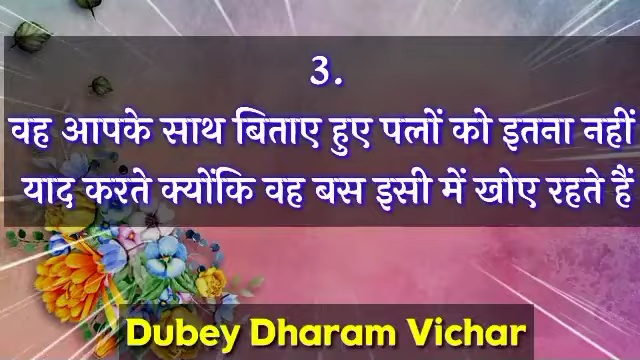 3.
वह आपके साथ बिताए हुए पलों को इतना नहीं
याद करते क्योंकि वह बस इसी में खोए रहते हैं
Dubey Dharam Vichar